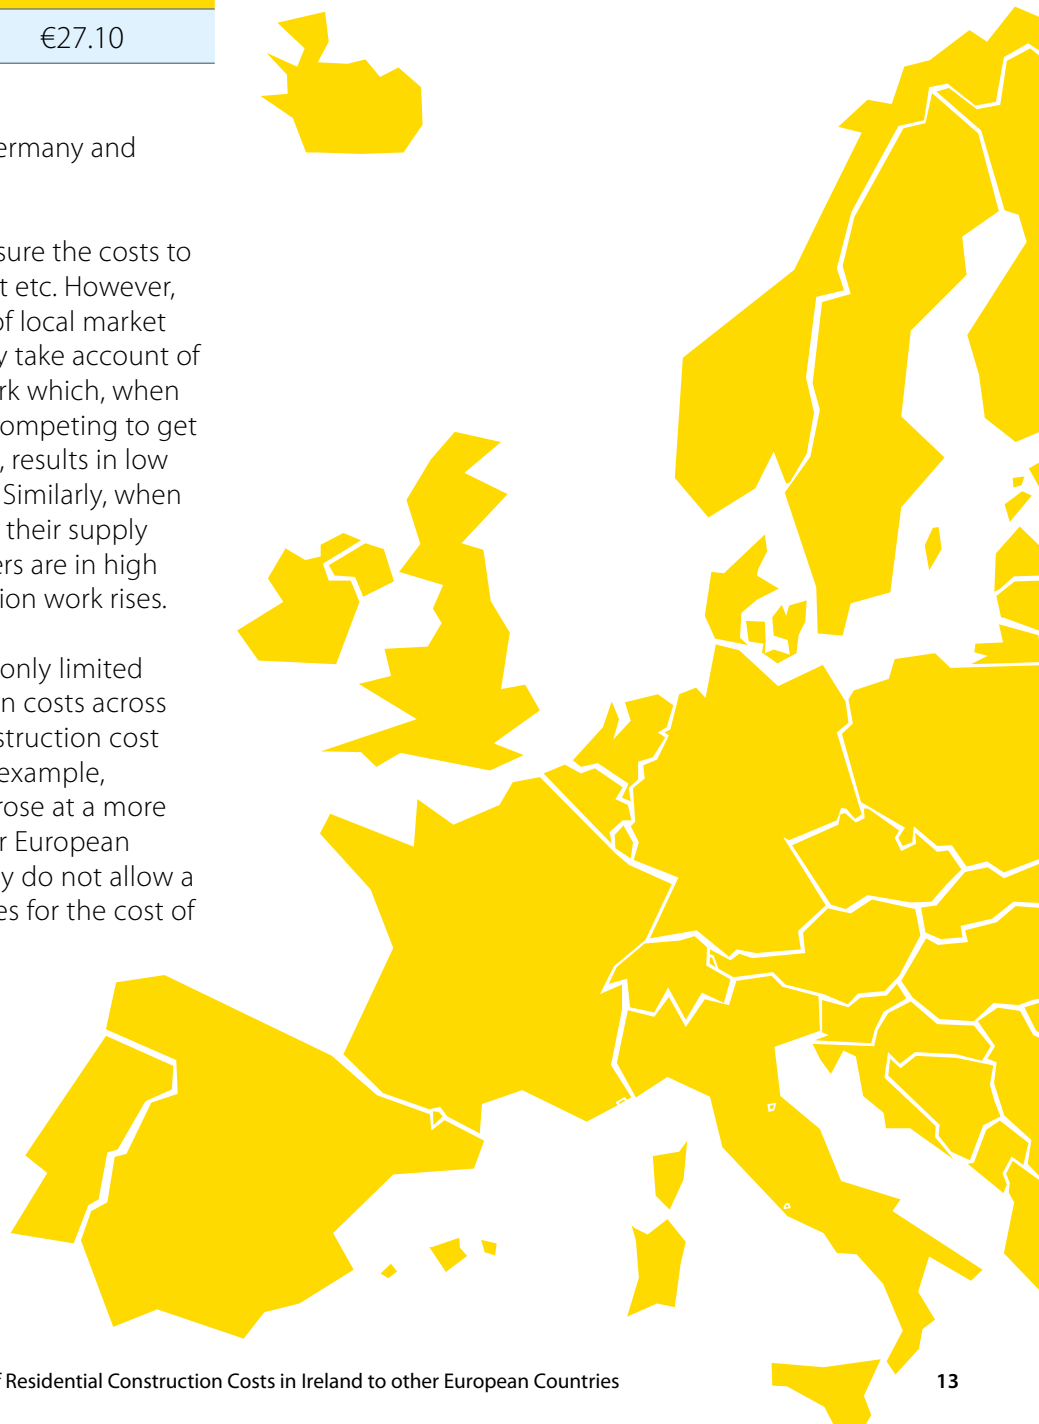 €27.10
ermany and
sure the costs to
t etc. However,
of local market
y take account of
rk which, when
ompeting to get
, results in low
Similarly, when
their supply
ers are in high
ion work rises.
only limited
n costs across
struction cost
example,
rose at a more
r European
y do not allow a
es for the cost of
f Residential Construction Costs in Ireland to other European Countries 13